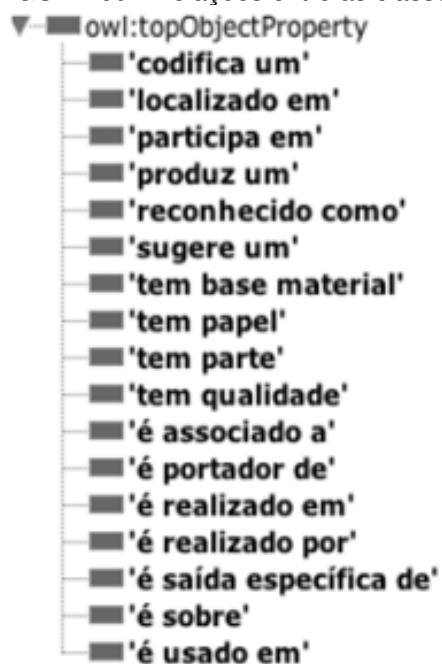 owl:topObjectProperty
'codifica um'
'localizado em'
'participa em'
'produz um'
'reconhecido como'
'sugere um'
'tem base material'
'tem papel'
'tem parte'
'tem qualidade'
'é associado a'
'é portador de'
'é realizado em'
'é realizado por'
'é saída específica de'
'é sobre'
'é usado em'